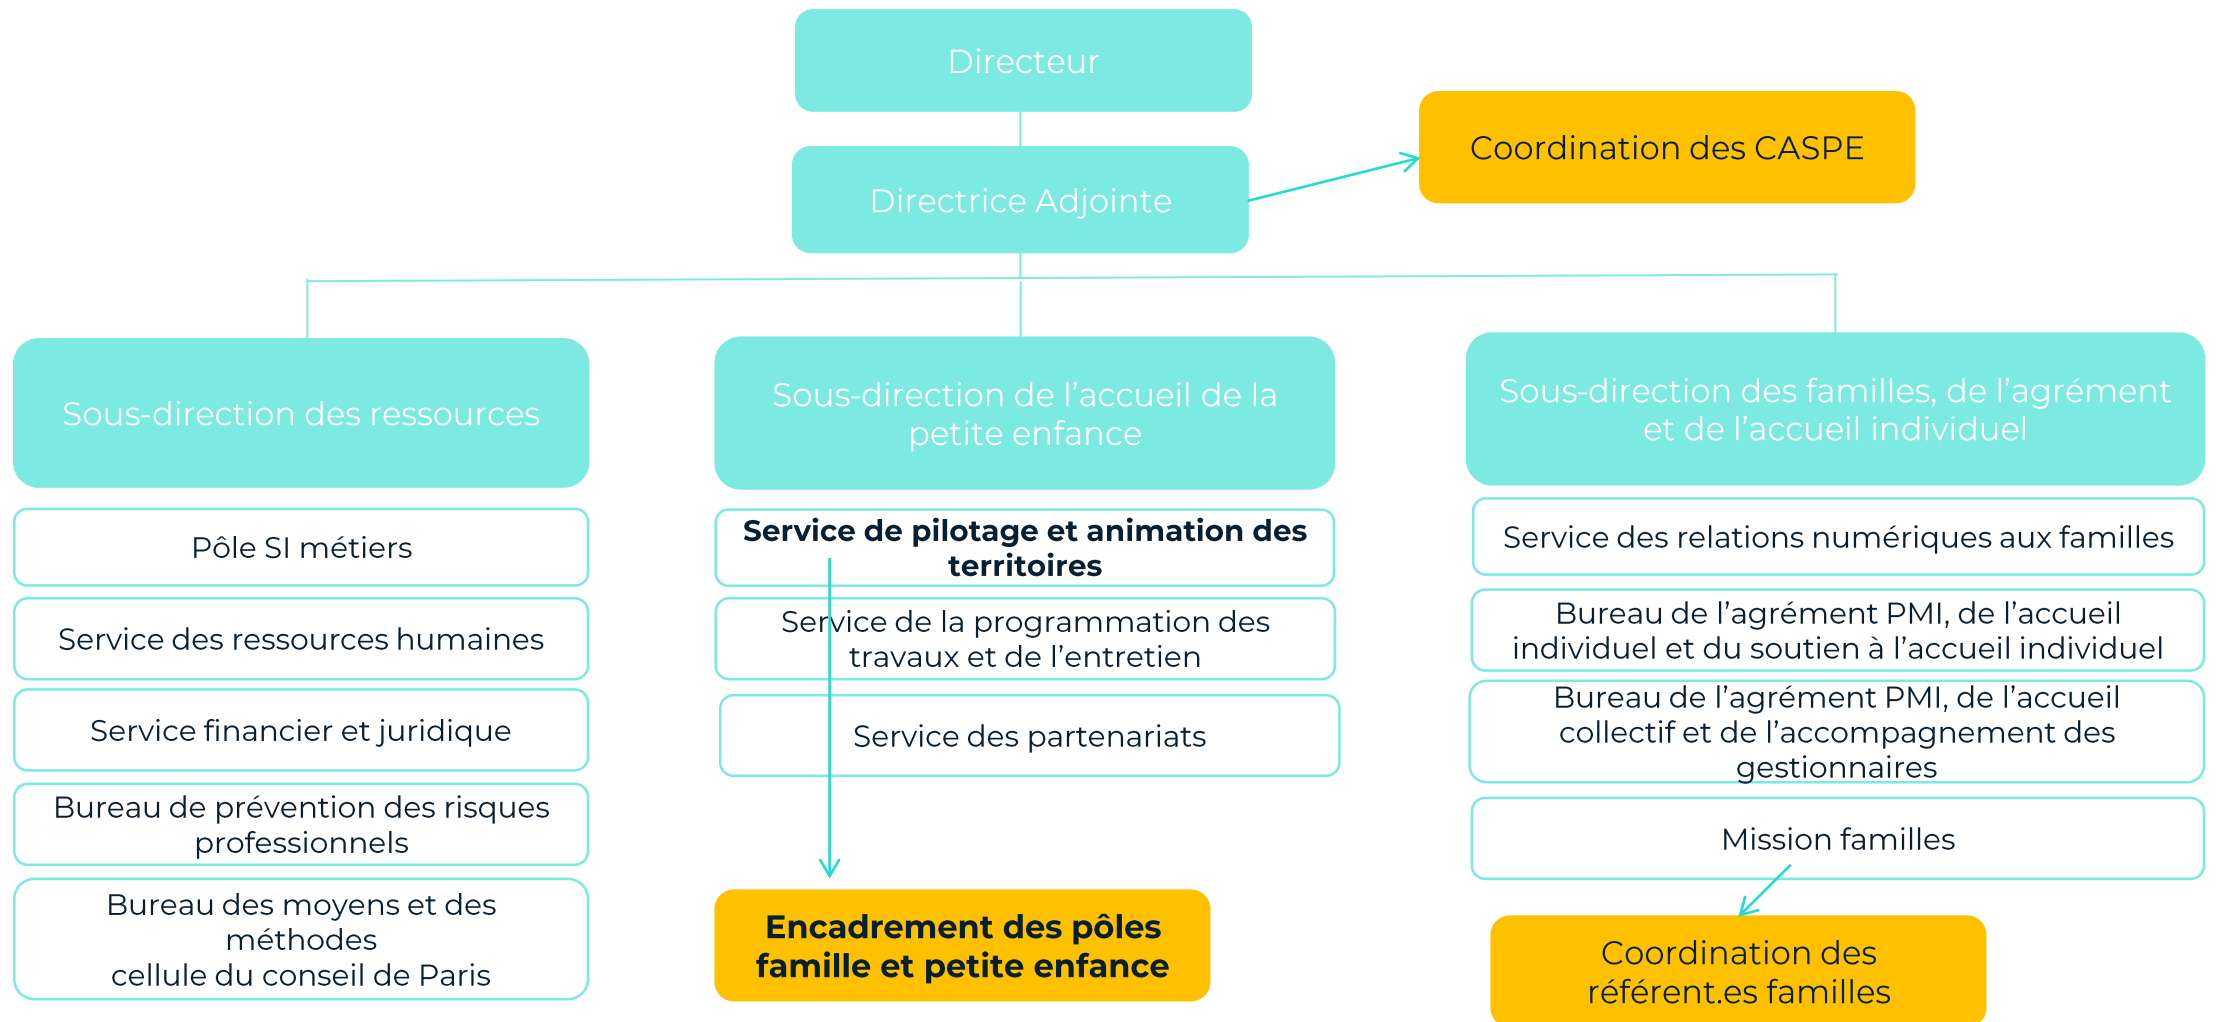 Directeur
Coordination des CASPE
Directrice Adjointe
Sous-direction des ressources
Pôle SI métiers
Service des ressources humaines
Service financier et juridique
Bureau de prévention des risques
professionnels
Bureau des moyens et des
méthodes
cellule du conseil de Paris
Sous-direction de l’accueil de la
petite enfance
Service de pilotage et animation des
territoires
Service de la programmation des
travaux et de l’entretien
Service des partenariats
Encadrement des pôles
famille et petite enfance
Sous-direction des familles, de l’agrément
et de l’accueil individuel
Service des relations numériques aux familles
Bureau de l’agrément PMI, de l’accueil
individuel et du soutien à l’accueil individuel
Bureau de l’agrément PMI, de l’accueil
collectif et de l’accompagnement des
gestionnaires
Mission familles
Coordination des
référent.es familles